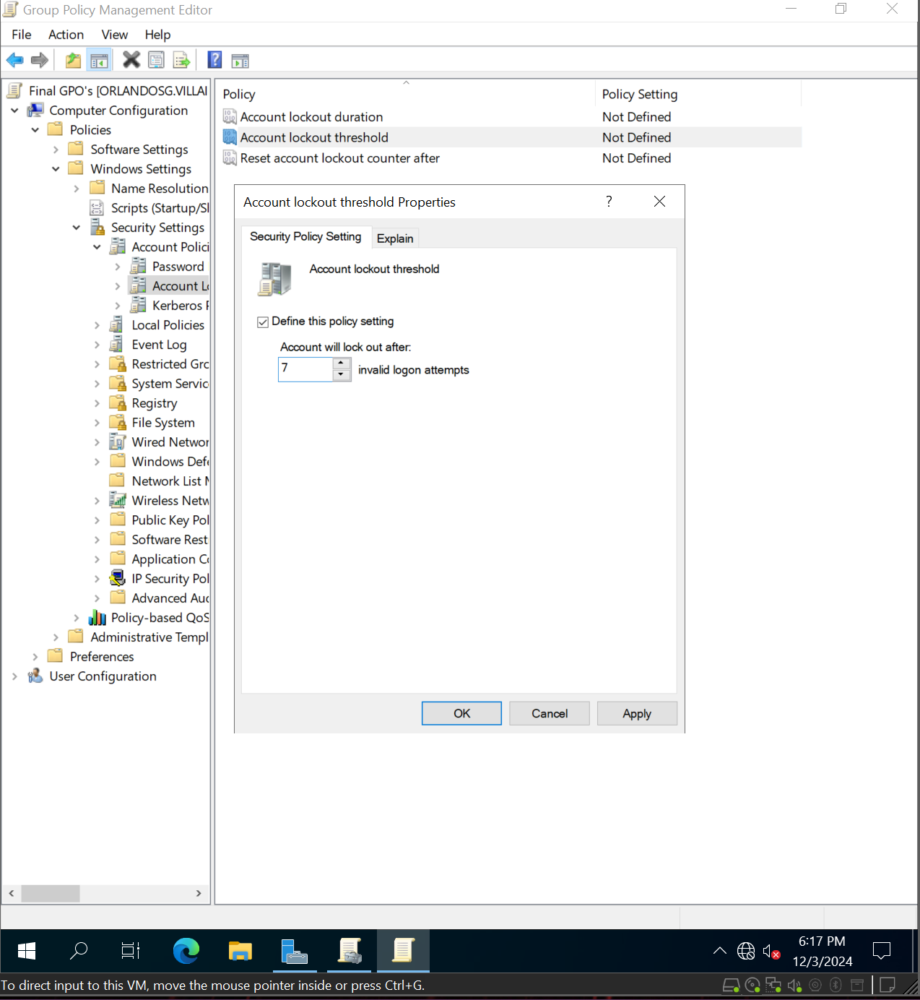 Group Policy Management Editor
File Action View Help
Final GPO's [ORLANDOSG.VILLAI
Computer Configuration
Policies
Software Settings
Windows Settings
Name Resolution
Scripts (Startup/Sl
Security Settings
Account Polici
Password
Account Lo
Kerberos P
Local Policies
Event Log
Restricted Gro
System Service
Registry
File System
Wired Networ
Windows Defe
Network List M
Wireless Netw
Public Key Pol
Software Rest
Application Co
IP Security Pol
Advanced Aud
Policy-based QoS
Administrative Templ
Preferences
User Configuration
Policy Policy Setting
Account lockout duration Not Defined
Account lockout threshold Not Defined
Reset account lockout counter after Not Defined
Account lockout threshold Properties ?
Security Policy Setting Explain
Account lockout threshold
Define this policy setting
Account will lock out after:
7 invalid logon attempts
OK Cancel Apply
6:17 PM
12/3/2024
To direct input to this VM, move the mouse pointer inside or press Ctrl+G.